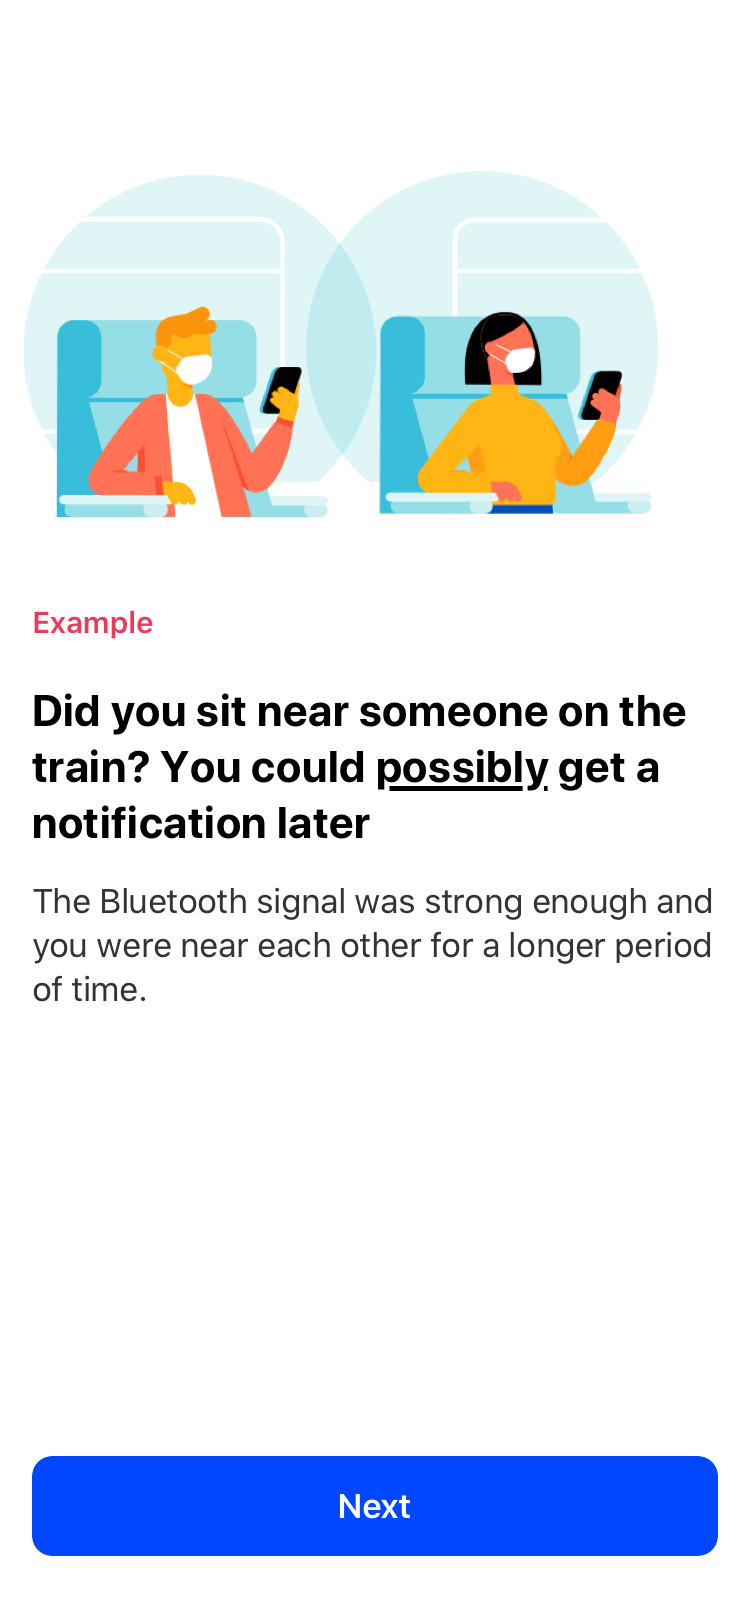 Example
Did you sit near someone on the
train? You could possibly get a
notification later
The Bluetooth signal was strong enough and
you were near each other for a longer period
of time.
Next